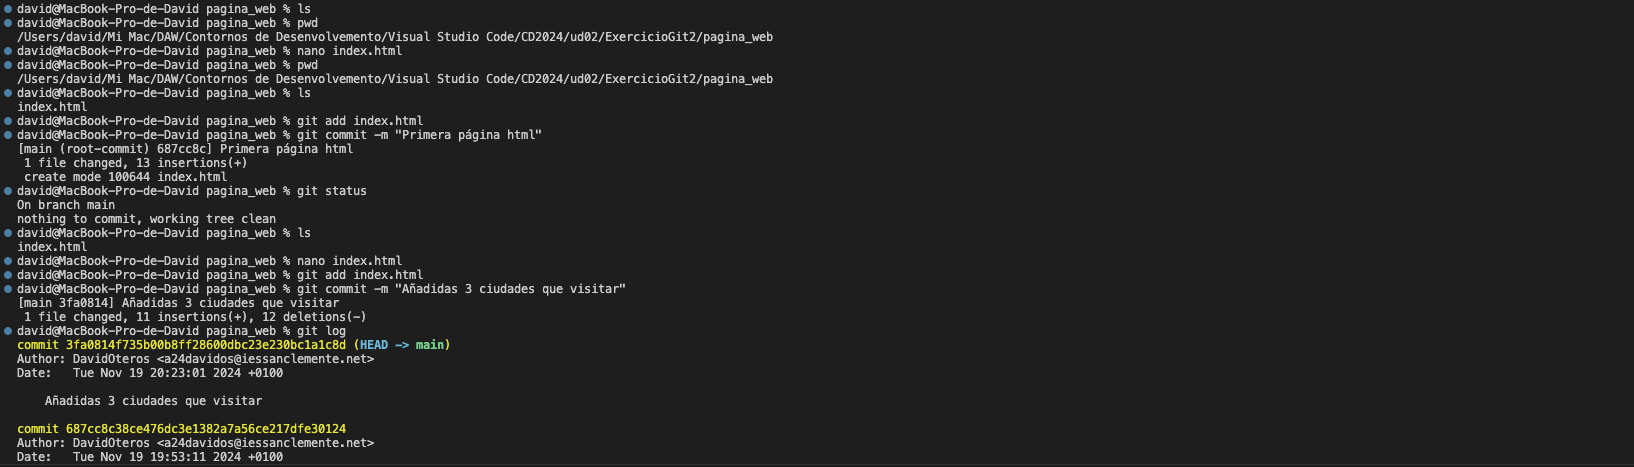 david@MacBook-Pro-de-David pagina_web % ls
david@MacBook-Pro-de-David pagina_web % pwd
/Users/david/Mi Mac/DAW/Contornos de Desenvolvemento/Visual Studio Code/CD2024/ud02/ExercicioGit2/pagina_web
david@MacBook-Pro-de-David pagina_web % nano index.html
david@MacBook-Pro-de-David pagina_web % pwd
/Users/david/Mi Mac/DAW/Contornos de Desenvolvemento/Visual Studio Code/CD2024/ud02/ExercicioGit2/pagina_web
david@MacBook-Pro-de-David pagina_web % ls
index.html
david@MacBook-Pro-de-David pagina_web % git add index.html
david@MacBook-Pro-de-David pagina_web % git commit -m "Primera página html"
[main (root-commit) 687cc8c] Primera página html
 1 file changed, 13 insertions(+)
 create mode 100644 index.html
david@MacBook-Pro-de-David pagina_web % git status
On branch main
nothing to commit, working tree clean
david@MacBook-Pro-de-David pagina_web % ls
index.html
david@MacBook-Pro-de-David pagina_web % nano index.html
david@MacBook-Pro-de-David pagina_web % git add index.html
david@MacBook-Pro-de-David pagina_web % git commit -m "Añadidas 3 ciudades que visitar"
[main 3fa0814] Añadidas 3 ciudades que visitar
 1 file changed, 11 insertions(+), 12 deletions(-)
david@MacBook-Pro-de-David pagina_web % git log
commit 3fa0814f735b00b8ff28600dbc23e230bc1a1c8d (HEAD -> main)
Author: DavidOteros <a24davidos@iessanclemente.net>
Date:   Tue Nov 19 20:23:01 2024 +0100
    Añadidas 3 ciudades que visitar
commit 687cc8c38ce476dc3e1382a7a56ce217dfe30124
Author: DavidOteros <a24davidos@iessanclemente.net>
Date:   Tue Nov 19 19:53:11 2024 +0100